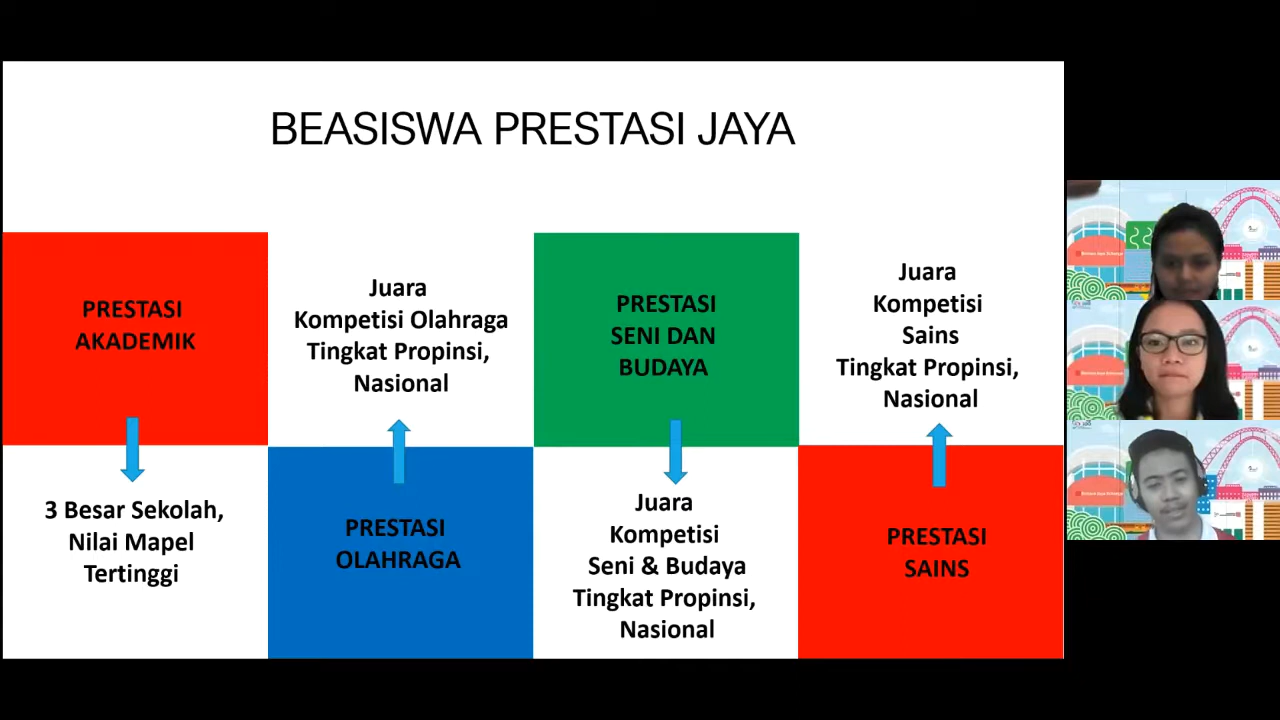 BEASISWA PRESTASI JAYA
PRESTASI
AKADEMIK
3 Besar Sekolah,
Nilai Mapel
Tertinggi
Juara
Kompetisi Olahraga
Tingkat Propinsi,
Nasional
PRESTASI
OLAHRAGA
PRESTASI
SENI DAN
BUDAYA
Juara
Kompetisi
Seni & Budaya
Tingkat Propinsi,
Nasional
Juara
Kompetisi
Sains
Tingkat Propinsi,
Nasional
PRESTASI
SAINS